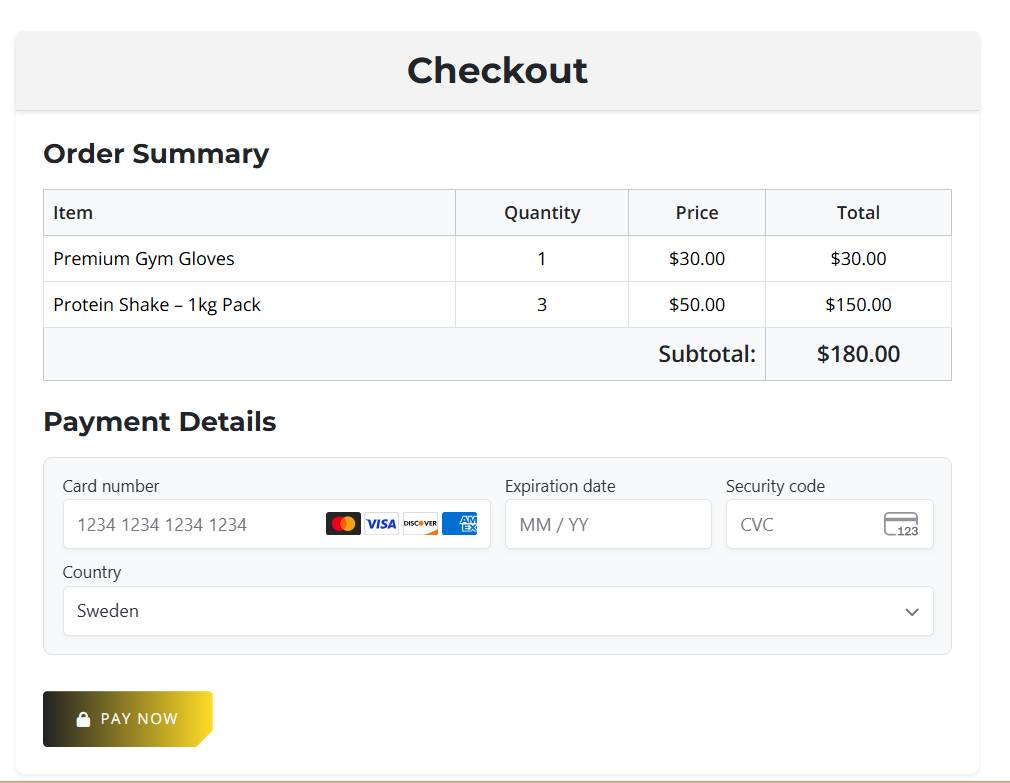 Checkout
Order Summary
Item Quantity Price Total
Premium Gym Gloves 1 $30.00 $30.00
Protein Shake – 1kg Pack 3 $50.00 $150.00
Subtotal: $180.00
Payment Details
Card number Expiration date Security code
1234 1234 1234 1234 VISA DISCOVER AM EX MM / YY CVC 123
Country
Sweden
PAY NOW